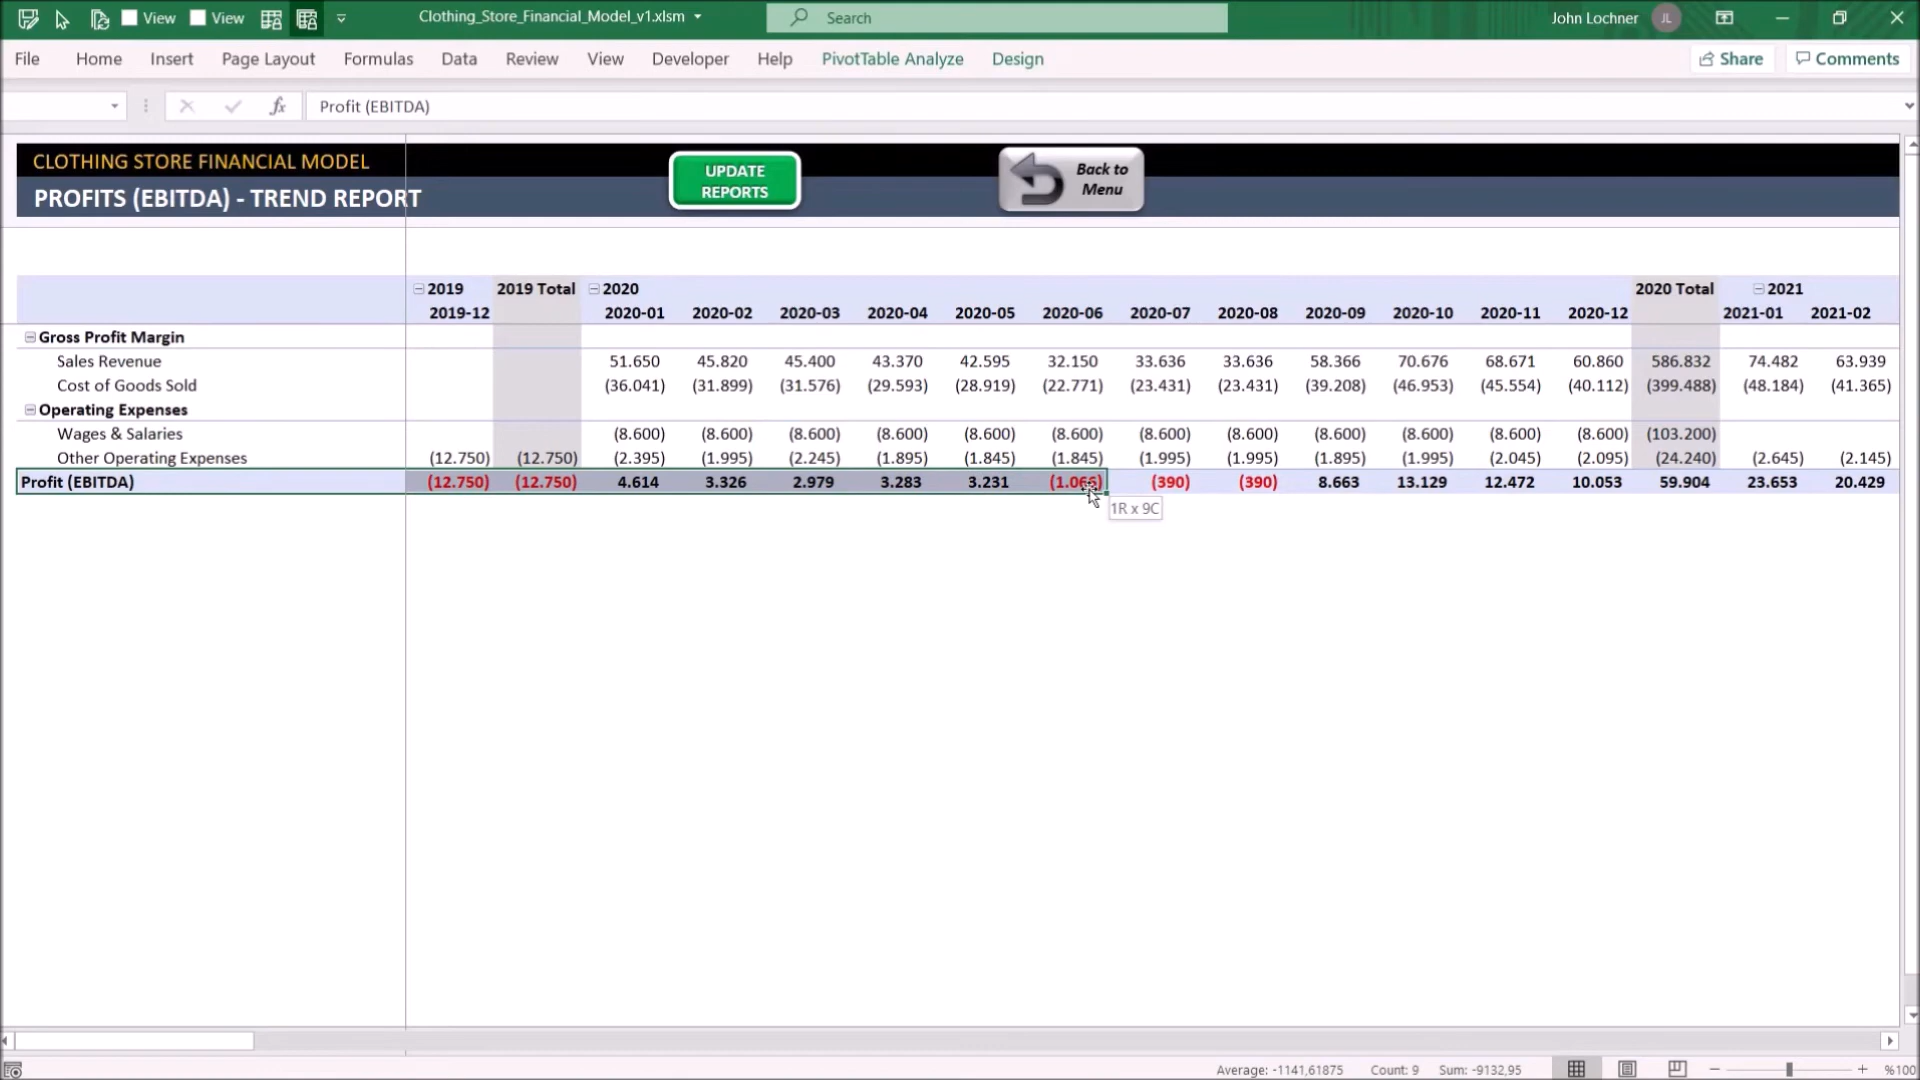 View View Clothing_Store_Financial_Model_v1.xlsm Search John Lochner JL
File Home Insert Page Layout Formulas Data Review View Developer Help PivotTable Analyze Design Share Comments
fx Profit (EBITDA)
CLOTHING STORE FINANCIAL MODEL
PROFITS (EBITDA) - TREND REPORT
UPDATE
REPORTS
Back to
Menu
2019 2019 Total 2020 2020 Total 2021
2019-12 2020-01 2020-02 2020-03 2020-04 2020-05 2020-06 2020-07 2020-08 2020-09 2020-10 2020-11 2020-12 2021-01 2021-02
Gross Profit Margin
Sales Revenue 51.650 45.820 45.400 43.370 42.595 32.150 33.636 33.636 58.366 70.676 68.671 60.860 586.832 74.482 63.939
Cost of Goods Sold (36.041) (31.899) (31.576) (29.593) (28.919) (22.771) (23.431) (23.431) (39.208) (46.953) (45.554) (40.112) (399.488) (48.184) (41.365)
Operating Expenses
Wages & Salaries (8.600) (8.600) (8.600) (8.600) (8.600) (8.600) (8.600) (8.600) (8.600) (8.600) (8.600) (8.600) (103.200)
Other Operating Expenses (12.750) (12.750) (2.395) (1.995) (2.245) (1.895) (1.845) (1.845) (1.995) (1.995) (1.895) (1.995) (2.045) (2.095) (24.240) (2.645) (2.145)
Profit (EBITDA) (12.750) (12.750) 4.614 3.326 2.979 3.283 3.231 (1.066) (390) (390) 8.663 13.129 12.472 10.053 59.904 23.653 20.429
1R x 9C
Average: -1141,61875 Count: 9 Sum: -9132,95 %100